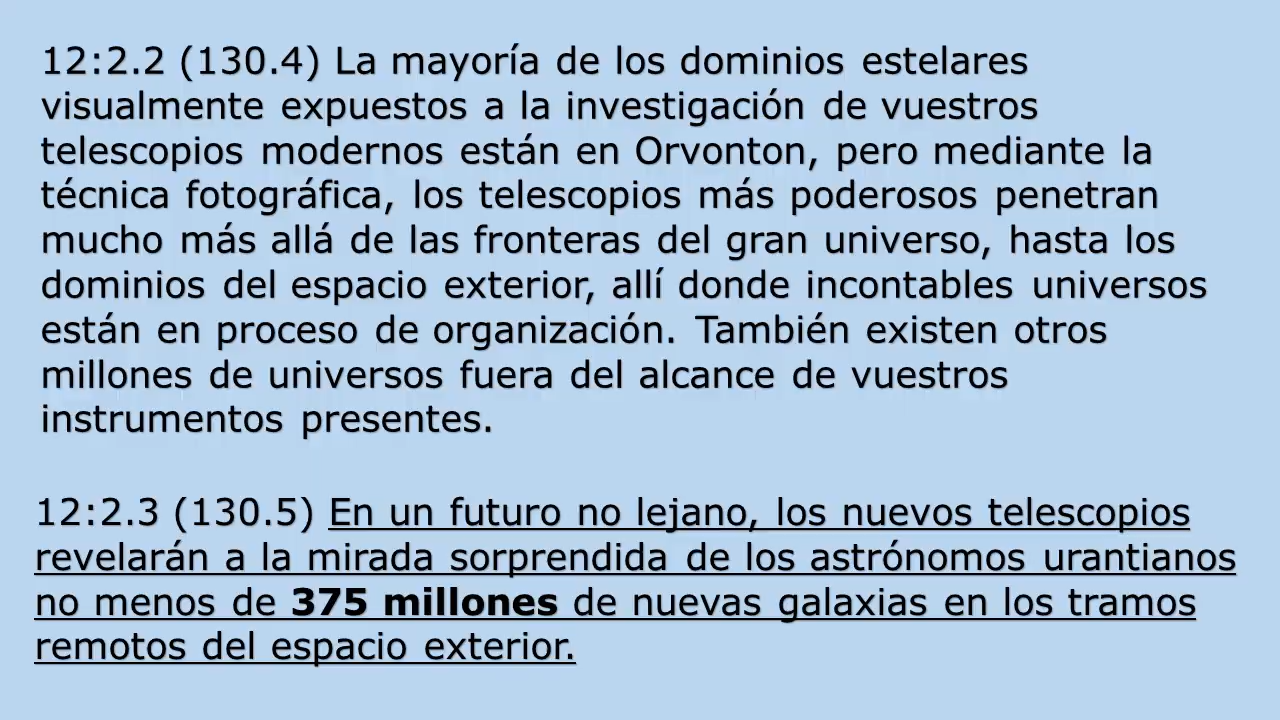 12:2.2 (130.4) La mayoría de los dominios estelares
visualmente expuestos a la investigación de vuestros
telescopios modernos están en Orvonton, pero mediante la
técnica fotográfica, los telescopios más poderosos penetran
mucho más allá de las fronteras del gran universo, hasta los
dominios del espacio exterior, allí donde incontables universos
están en proceso de organización. También existen otros
millones de universos fuera del alcance de vuestros
instrumentos presentes.
12:2.3 (130.5) En un futuro no lejano, los nuevos telescopios
revelarán a la mirada sorprendida de los astrónomos urantianos
no menos de 375 millones de nuevas galaxias en los tramos
remotos del espacio exterior.